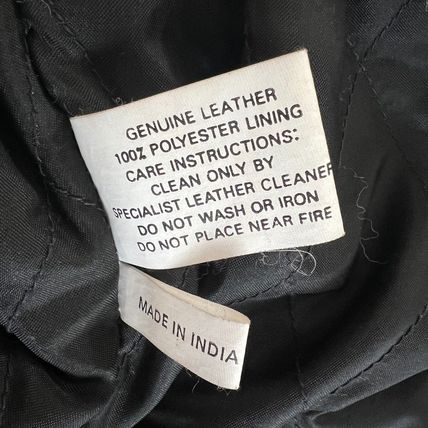 GENUINE LEATHER
100% POLYESTER LINING
CARE INSTRUCTIONS:
CLEAN ONLY BY
SPECIALIST LEATHER CLEANER
DO NOT WASH OR IRON
DO NOT PLACE NEAR FIRE
MADE IN INDIA